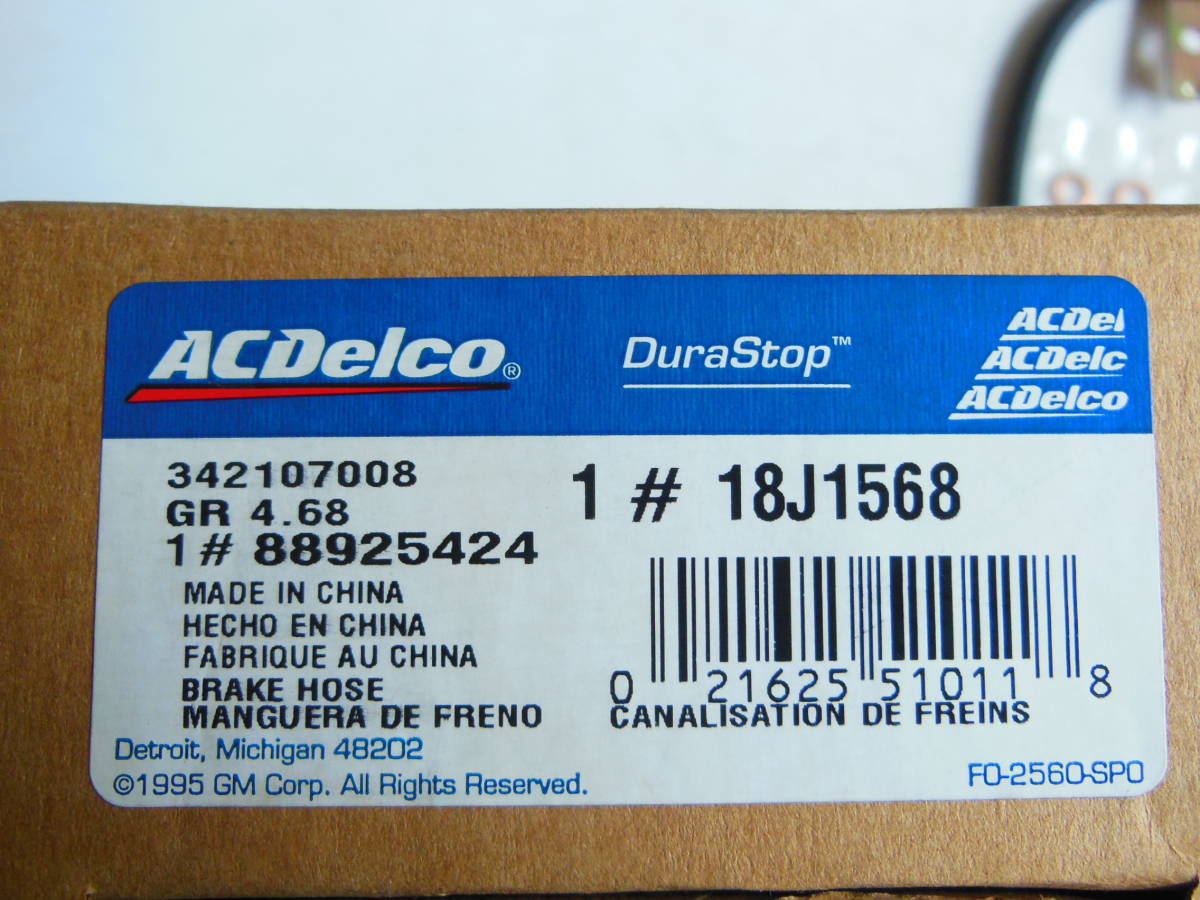 ACDelco®
DuraStop™
ACDel
ACDelc
ACDelco
342107008
GR 4.68
1 # 88925424
1 # 18J1568
MADE IN CHINA
HECHO EN CHINA
FABRIQUE AU CHINA
BRAKE HOSE
MANGUERA DE FRENO
0 21625 51011 8
CANALISATION DE FREINS
Detroit, Michigan 48202
©1995 GM Corp. All Rights Reserved.
FO-2560-SPO